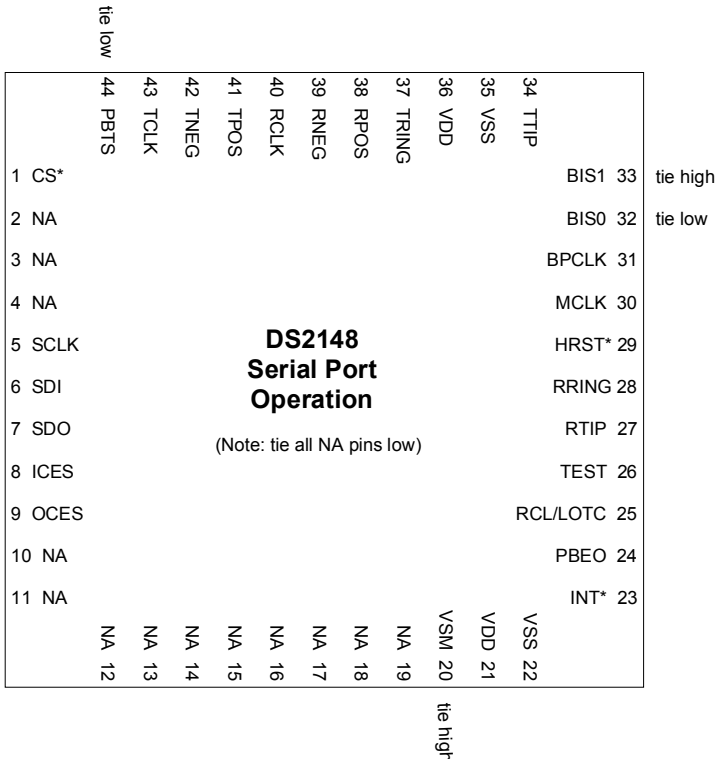 tie low
44 PBTS
43 TCLK
42 TNEG
41 TPOS
40 RCLK
39 RNEG
38 RPOS
37 TRING
36 VDD
35 VSS
34 TTIP
1 CS*
2 NA
3 NA
4 NA
5 SCLK
6 SDI
7 SDO
8 ICES
9 OCES
10 NA
11 NA
DS2148
Serial Port
Operation
(Note: tie all NA pins low)
BIS1 33 tie high
BIS0 32 tie low
BPCLK 31
MCLK 30
HRST* 29
RRING 28
RTIP 27
TEST 26
RCL/LOTC 25
PBEO 24
INT* 23
NA 12
NA 13
NA 14
NA 15
NA 16
NA 17
NA 18
NA 19
VSM 20
VDD 21
VSS 22
tie high